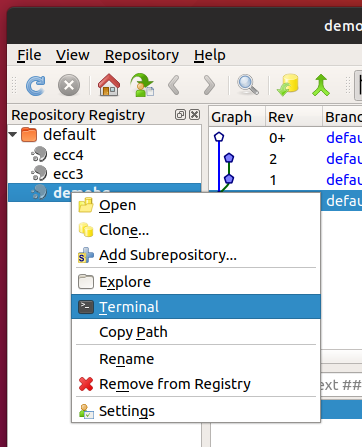 demo
File View Repository Help
Repository Registry
Graph Rev Branc
default
0+ defau
ecc4
2 defau
ecc3
1 defau
defau
Open
Clone...
Add Subrepository...
Explore
Terminal
Copy Path
Rename
Remove from Registry
Settings
ext ##